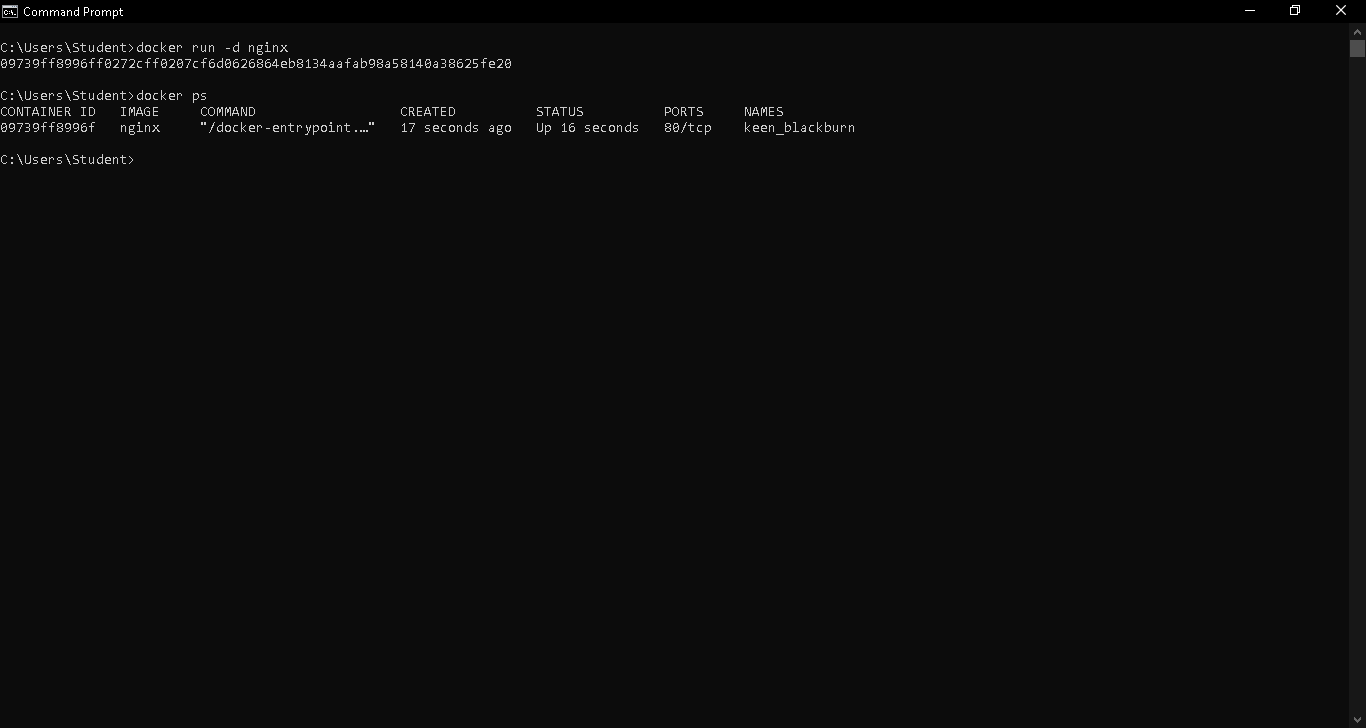 Command Prompt
C:\Users\Student>docker run -d nginx
09739ff8996ff0272cff0207cf6d0626864eb8134aafab98a58140a38625fe20
C:\Users\Student>docker ps
CONTAINER ID   IMAGE     COMMAND                  CREATED          STATUS          PORTS     NAMES
09739ff8996f   nginx     "/docker-entrypoint.…"   17 seconds ago   Up 16 seconds   80/tcp    keen_blackburn
C:\Users\Student>